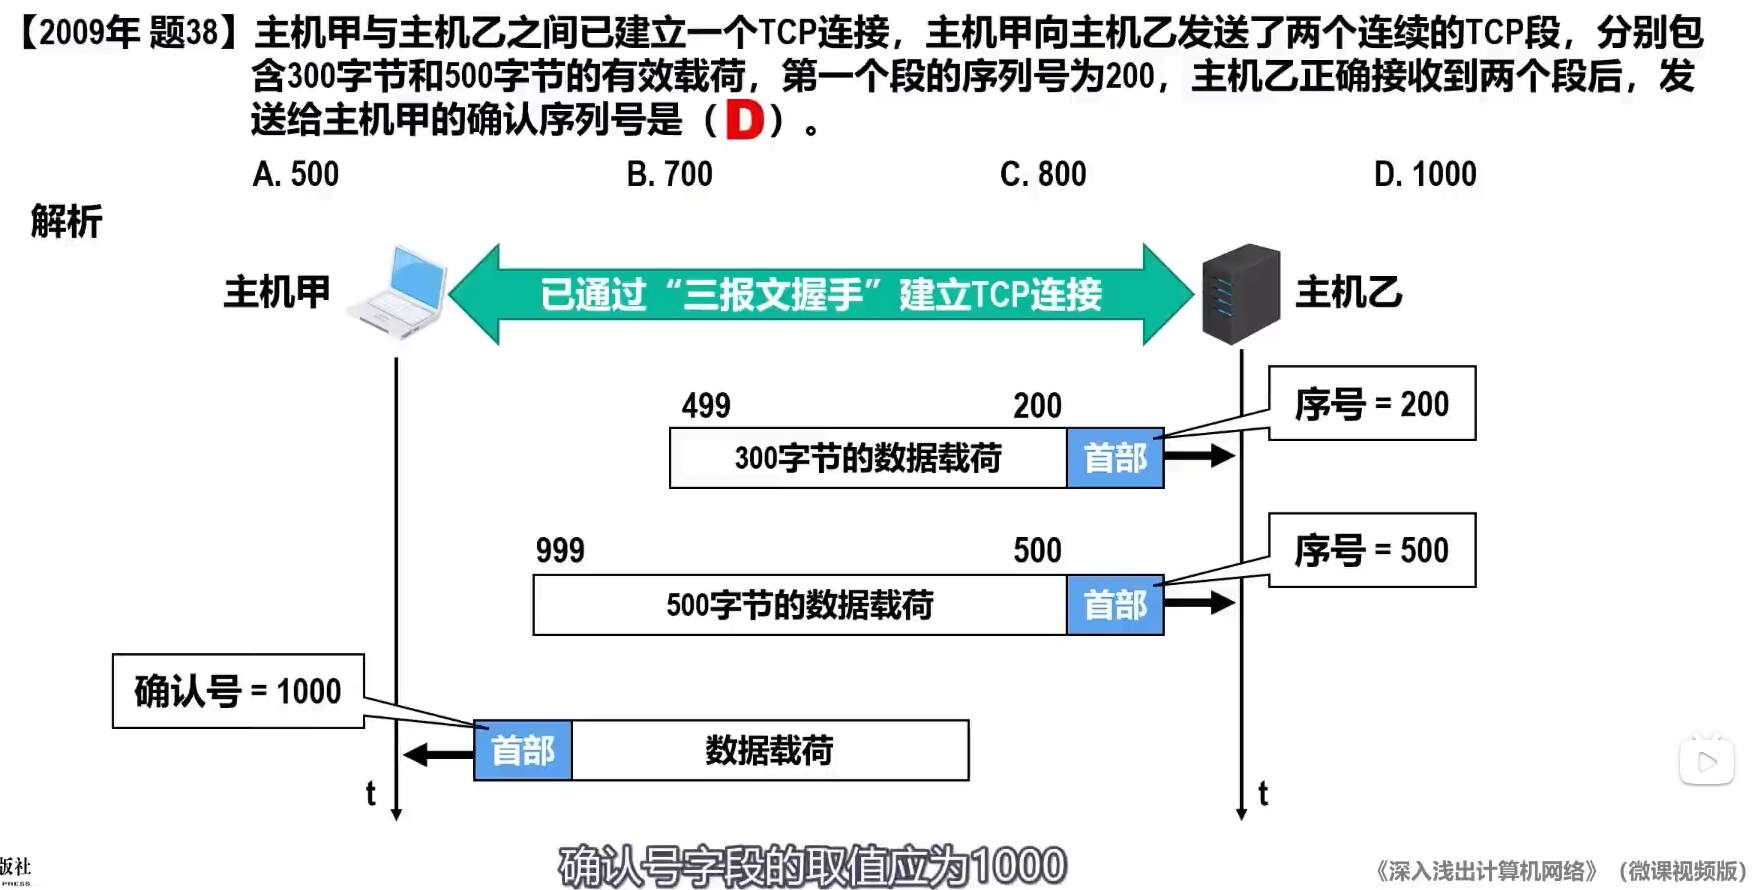 【2009年 题38】主机甲与主机乙之间已建立一个TCP连接，主机甲向主机乙发送了两个连续的TCP段，分别包
含300字节和500字节的有效载荷，第一个段的序列号为200，主机乙正确接收到两个段后，发
送给主机甲的确认序列号是（D）。
A. 500 B. 700 C. 800 D. 1000
解析
主机甲 已通过“三报文握手”建立TCP连接 主机乙
499 200 序号 = 200
300字节的数据载荷 首部
999 500 序号 = 500
500字节的数据载荷 首部
确认号 = 1000
首部 数据载荷
t t
确认号字段的取值应为1000
版社
PRESS
《深入浅出计算机网络》（微课视频版）